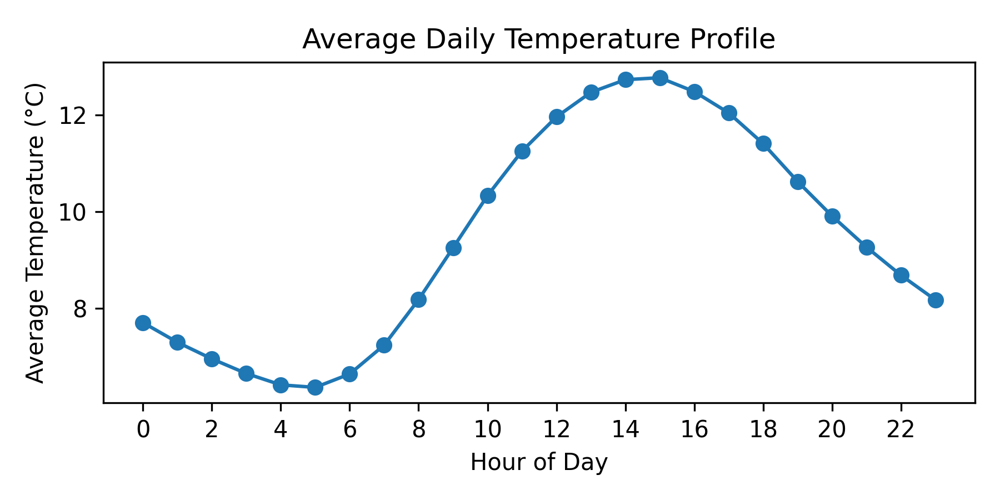 Average Daily Temperature Profile
Average Temperature (°C)
12
10
8
0 2 4 6 8 10 12 14 16 18 20 22
Hour of Day